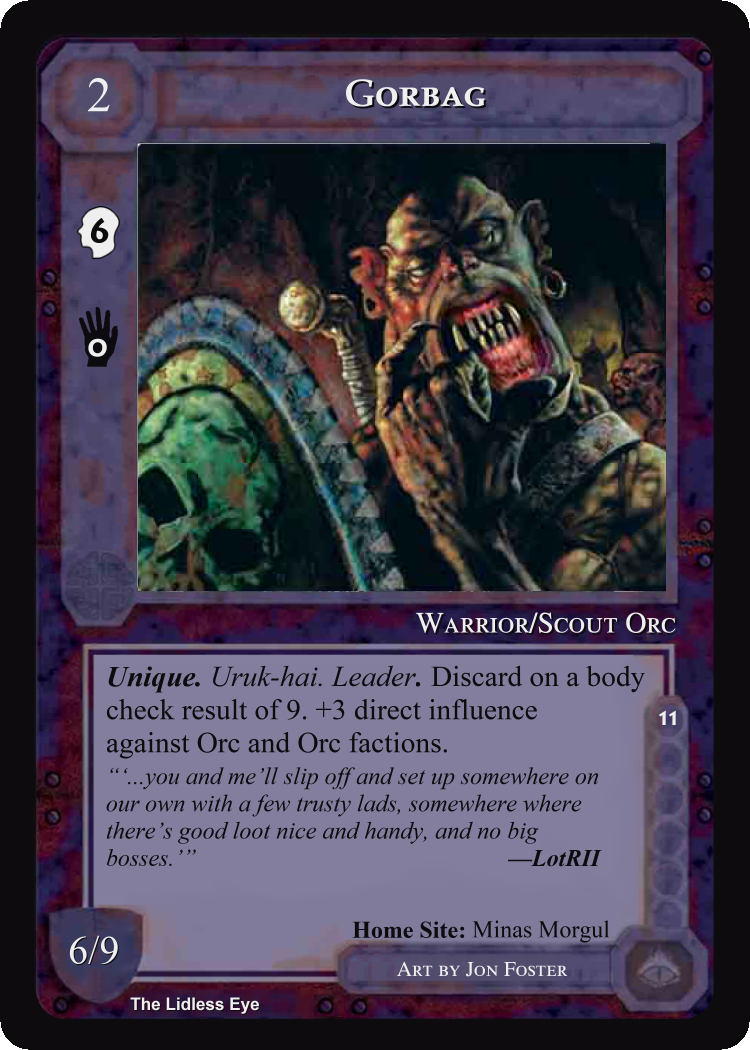 2
Gorbag
6
0
Warrior/Scout Orc
Unique. Uruk-hai. Leader. Discard on a body
check result of 9. +3 direct influence
against Orc and Orc factions.
“‘...you and me’ll slip off and set up somewhere on
our own with a few trusty lads, somewhere where
there’s good loot nice and handy, and no big
bosses.’” —LotRII
11
Home Site: Minas Morgul
6/9
Art by Jon Foster
The Lidless Eye